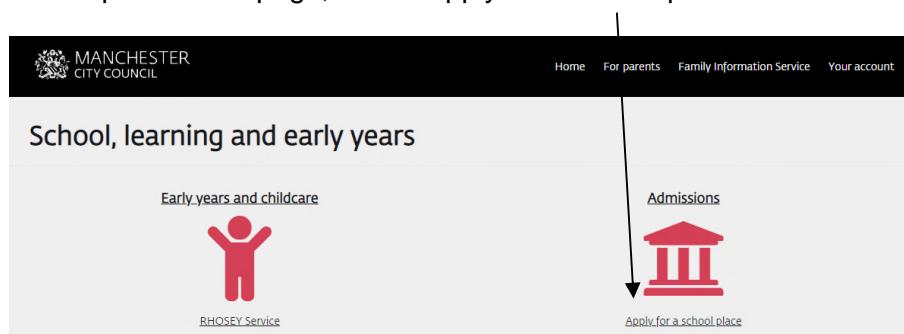 MANCHESTER
CITY COUNCIL
Home For parents Family Information Service Your account
School, learning and early years
Early years and childcare
Admissions
RHOSEY Service
Apply for a school place